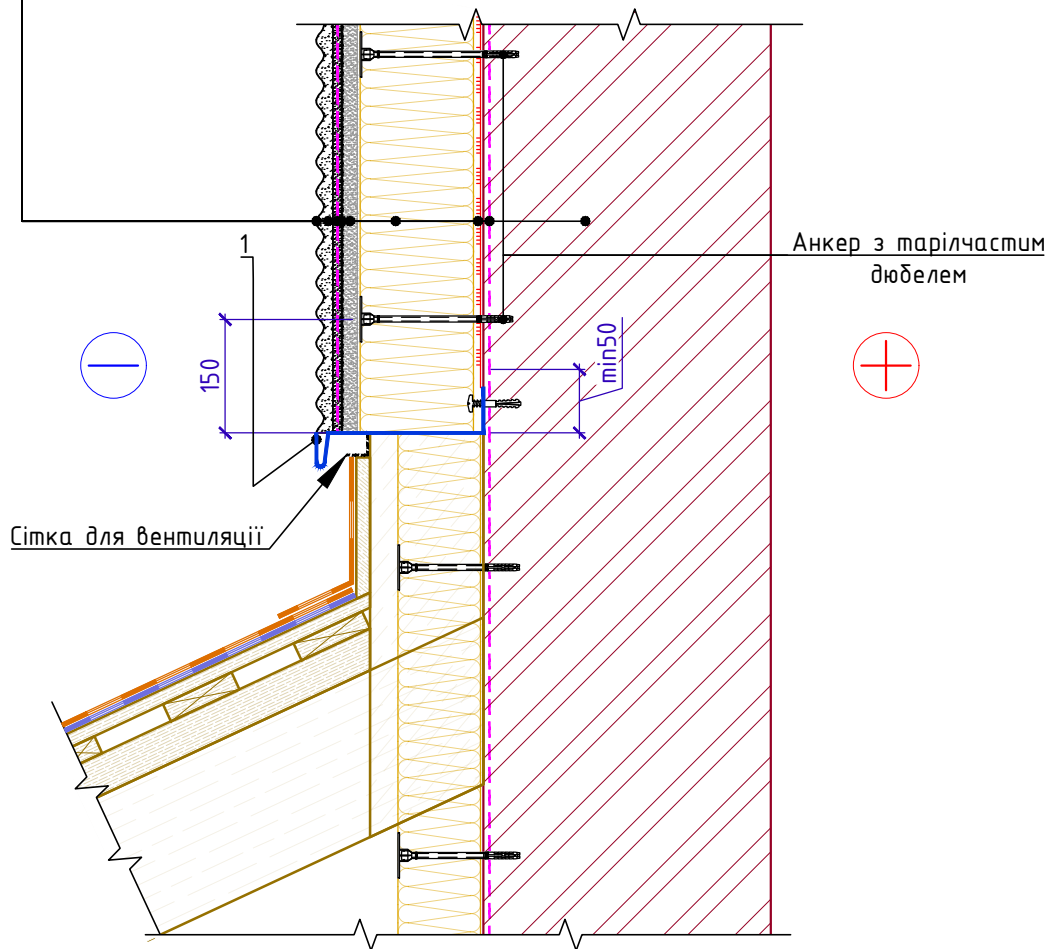 1
Анкер з тарілчастим
дюбелем
150
min50
Сітка для вентиляції